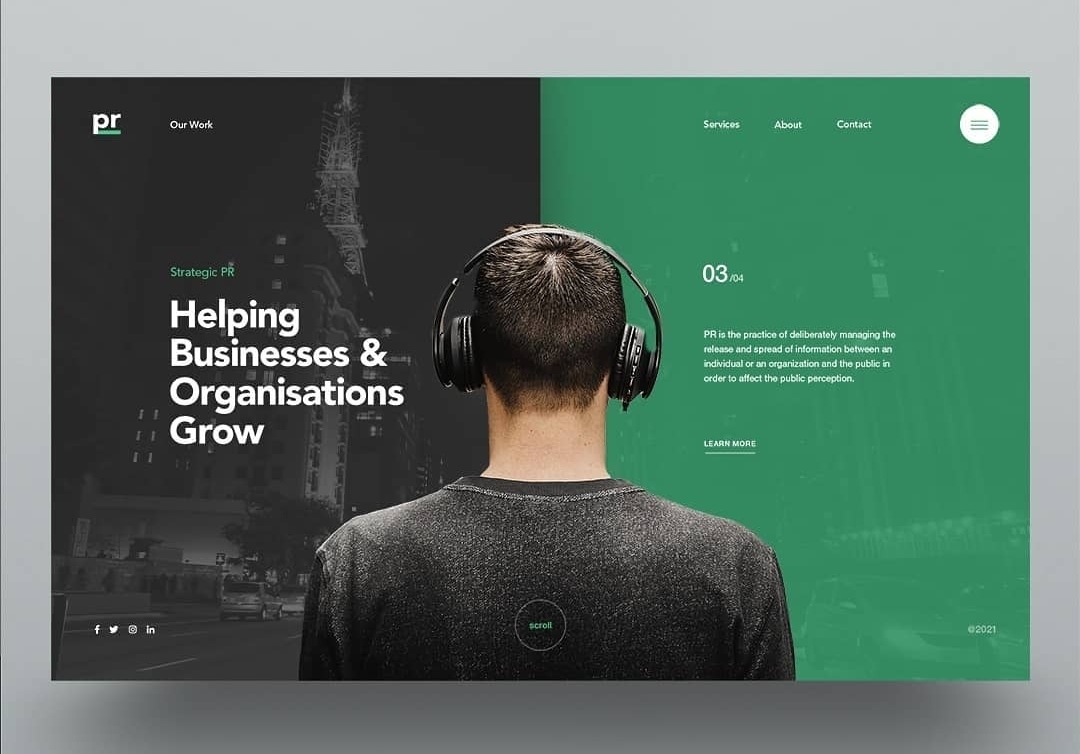 pr
Our Work
Services
About
Contact
Strategic PR
Helping
Businesses &
Organisations
Grow
03 /04
PR is the practice of deliberately managing the
release and spread of information between an
individual or an organization and the public in
order to affect the public perception.
LEARN MORE
scroll
@2021